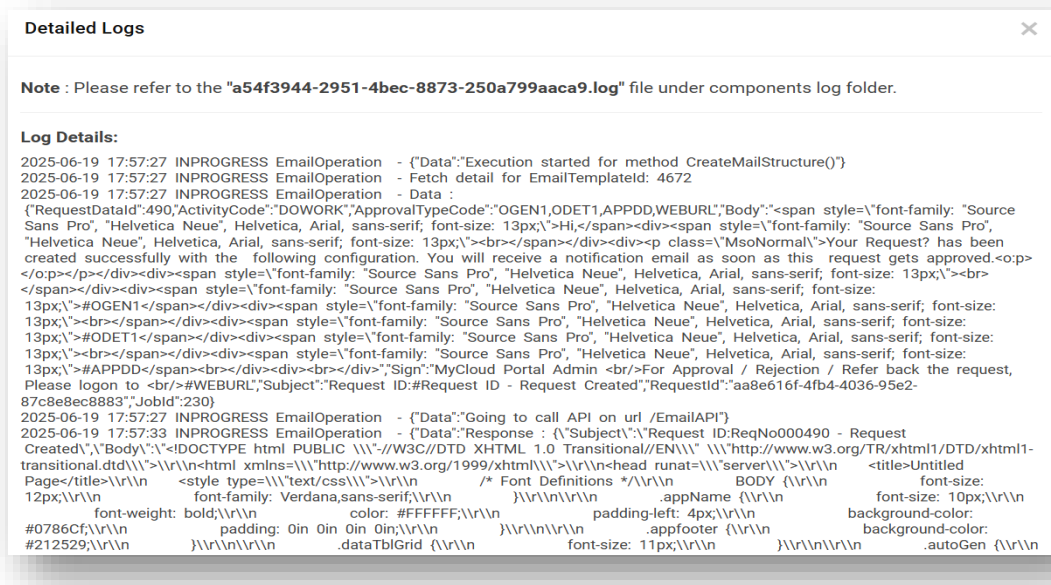 Detailed Logs
×
Note : Please refer to the "a54f3944-2951-4bec-8873-250a799aaca9.log" file under components log folder.
Log Details:
2025-06-19 17:57:27 INPROGRESS EmailOperation - {"Data":"Execution started for method CreateMailStructure()"}
2025-06-19 17:57:27 INPROGRESS EmailOperation - Fetch detail for EmailTemplateId: 4672
2025-06-19 17:57:27 INPROGRESS EmailOperation - Data :
{"RequestDataId":490,"ActivityCode":"DOWORK","ApprovalTypeCode":"OGEN1,ODET1,APPDD,WEBURL","Body":"<span style=\"font-family: "Source
Sans Pro", "Helvetica Neue", Helvetica, Arial, sans-serif; font-size: 13px;\">Hi,</span><div><span style=\"font-family: "Source Sans Pro",
"Helvetica Neue", Helvetica, Arial, sans-serif; font-size: 13px;\"><br></span></div><div><p class=\"MsoNormal\">Your Request? has been
created successfully with the following configuration. You will receive a notification email as soon as this request gets approved.<o:p>
</o:p></p></div><div><span style=\"font-family: "Source Sans Pro", "Helvetica Neue", Helvetica, Arial, sans-serif; font-size: 13px;\"><br>
</span></div><div><span style=\"font-family: "Source Sans Pro", "Helvetica Neue", Helvetica, Arial, sans-serif; font-size:
13px;\">#OGEN1</span></div><div><span style=\"font-family: "Source Sans Pro", "Helvetica Neue", Helvetica, Arial, sans-serif; font-size:
13px;\"><br></span></div><div><span style=\"font-family: "Source Sans Pro", "Helvetica Neue", Helvetica, Arial, sans-serif; font-size:
13px;\">#ODET1</span></div><div><span style=\"font-family: "Source Sans Pro", "Helvetica Neue", Helvetica, Arial, sans-serif; font-size:
13px;\"><br></span></div><div><span style=\"font-family: "Source Sans Pro", "Helvetica Neue", Helvetica, Arial, sans-serif; font-size:
13px;\">#APPDD<span><br></div><div><br></div>","Sign":"MyCloud Portal Admin <br/>For Approval / Rejection / Refer back the request,
Please logon to <br/>#WEBURL","Subject":"Request ID:#Request ID - Request Created","RequestId":"aa8e616f-4fb4-4036-95e2-
87c8e8ec8883","JobId":230}
2025-06-19 17:57:27 INPROGRESS EmailOperation - {"Data":"Going to call API on url /EmailAPI"}
2025-06-19 17:57:33 INPROGRESS EmailOperation - {"Data":"Response : {\"Subject\":\"Request ID:ReqNo000490 - Request
Created\",\"Body\":\"<!DOCTYPE html PUBLIC \\\"-//W3C//DTD XHTML 1.0 Transitional//EN\\\" \\\"http://www.w3.org/TR/xhtml1/DTD/xhtml1-
transitional.dtd\\\">\\r\\n<html xmlns=\\\"http://www.w3.org/1999/xhtml\\\">\\r\\n<head runat=\\\"server\\\">\\r\\n <title>Untitled
Page</title>\\r\\n <style type=\\\"text/css\\\">\\r\\n /* Font Definitions */\\r\\n BODY {\\r\\n font-size:
12px;\\r\\n font-family: Verdana,sans-serif;\\r\\n }\\r\\n\\r\\n .appName {\\r\\n font-size: 10px;\\r\\n
font-weight: bold;\\r\\n color: #FFFFFF;\\r\\n padding-left: 4px;\\r\\n background-color:
#0786Cf;\\r\\n padding: 0in 0in 0in 0in;\\r\\n }\\r\\n\\r\\n .appfooter {\\r\\n background-color:
#212529;\\r\\n }\\r\\n\\r\\n .dataTblGrid {\\r\\n font-size: 11px;\\r\\n }\\r\\n\\r\\n .autoGen {\\r\\n